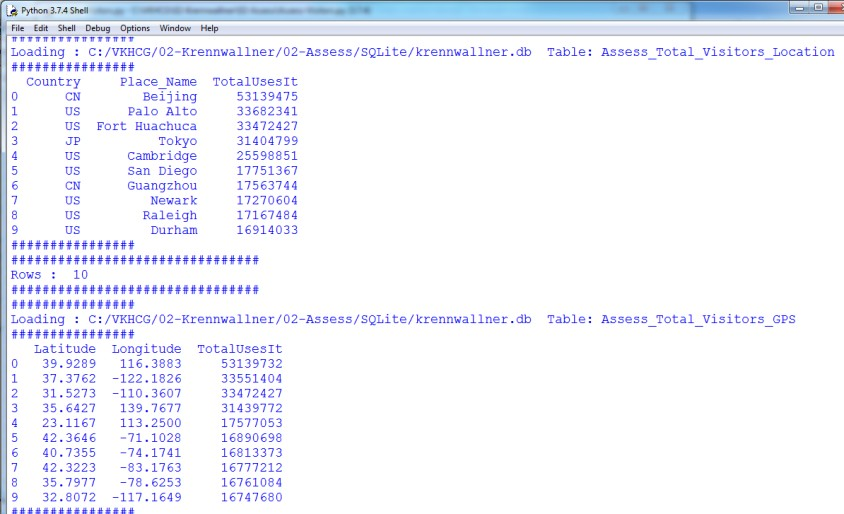 Python 3.7.4 Shell
File Edit Shell Debug Options Window Help
################
Loading : C:/VKHCG/02-Krennwallner/02-Assess/SQLite/krennwallner.db  Table: Assess_Total_Visitors_Location
################
  Country     Place_Name  TotalUsesIt
0      CN        Beijing     53139475
1      US      Palo Alto     33682341
2      US  Fort Huachuca     33472427
3      JP          Tokyo     31404799
4      US      Cambridge     25598851
5      US      San Diego     17751367
6      CN      Guangzhou     17563744
7      US         Newark     17270604
8      US        Raleigh     17167484
9      US         Durham     16914033
################
################################
Rows :  10
################################
################
Loading : C:/VKHCG/02-Krennwallner/02-Assess/SQLite/krennwallner.db  Table: Assess_Total_Visitors_GPS
################
   Latitude  Longitude  TotalUsesIt
0   39.9289   116.3883     53139732
1   37.3762  -122.1826     33551404
2   31.5273  -110.3607     33472427
3   35.6427   139.7677     31439772
4   23.1167   113.2500     17577053
5   42.3646   -71.1028     16890698
6   40.7355   -74.1741     16813373
7   42.3223   -83.1763     16777212
8   35.7977   -78.6253     16761084
9   32.8072  -117.1649     16747680
################